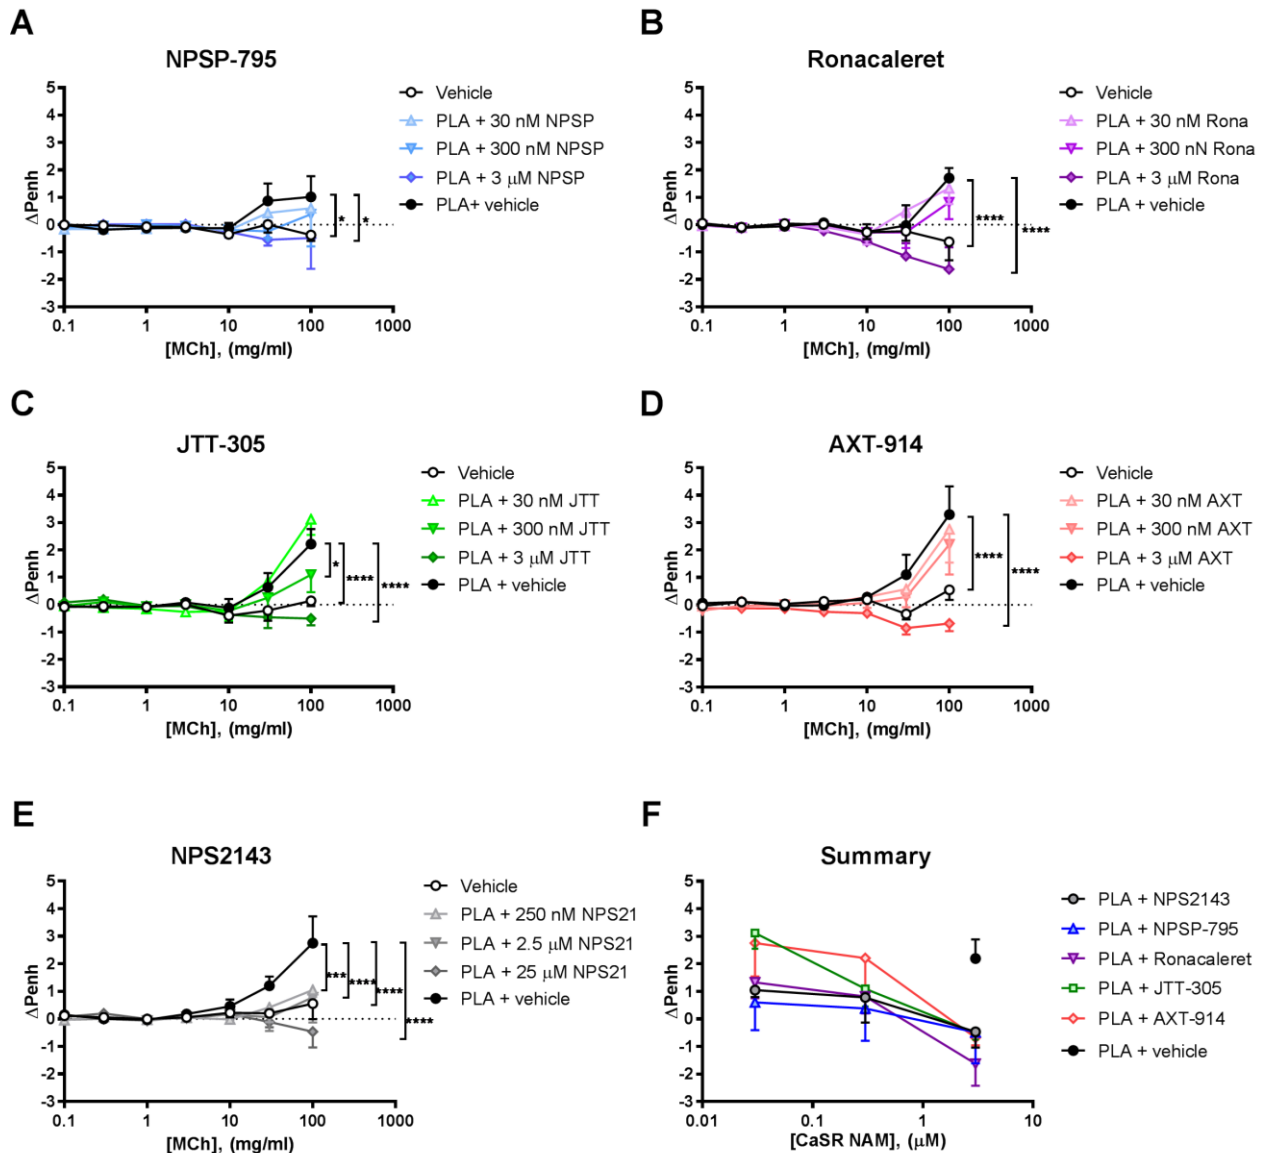 A
NPSP-795
ΔPenh
5
4
3
2
1
0
-1
-2
-3
0.1
1
10
100
1000
[MCh], (mg/ml)
Vehicle
PLA + 30 nM NPSP
PLA + 300 nM NPSP
PLA + 3 μM NPSP
PLA+ vehicle
*
*
B
Ronacaleret
ΔPenh
5
4
3
2
1
0
-1
-2
-3
0.1
1
10
100
1000
[MCh], (mg/ml)
Vehicle
PLA + 30 nM Rona
PLA + 300 nN Rona
PLA + 3 μM Rona
PLA + vehicle
****
****
C
JTT-305
ΔPenh
5
4
3
2
1
0
-1
-2
-3
0.1
1
10
100
1000
[MCh], (mg/ml)
Vehicle
PLA + 30 nM JTT
PLA + 300 nM JTT
PLA + 3 μM JTT
PLA + vehicle
*
****
****
D
AXT-914
ΔPenh
5
4
3
2
1
0
-1
-2
-3
0.1
1
10
100
1000
[MCh], (mg/ml)
Vehicle
PLA + 30 nM AXT
PLA + 300 nM AXT
PLA + 3 μM AXT
PLA + vehicle
****
****
E
NPS2143
ΔPenh
5
4
3
2
1
0
-1
-2
-3
0.1
1
10
100
1000
[MCh], (mg/ml)
Vehicle
PLA + 250 nM NPS21
PLA + 2.5 μM NPS21
PLA + 25 μM NPS21
PLA + vehicle
***
****
****
****
F
Summary
ΔPenh
5
4
3
2
1
0
-1
-2
-3
0.01
0.1
1
10
[CaSR NAM], (μM)
PLA + NPS2143
PLA + NPSP-795
PLA + Ronacaleret
PLA + JTT-305
PLA + AXT-914
PLA + vehicle